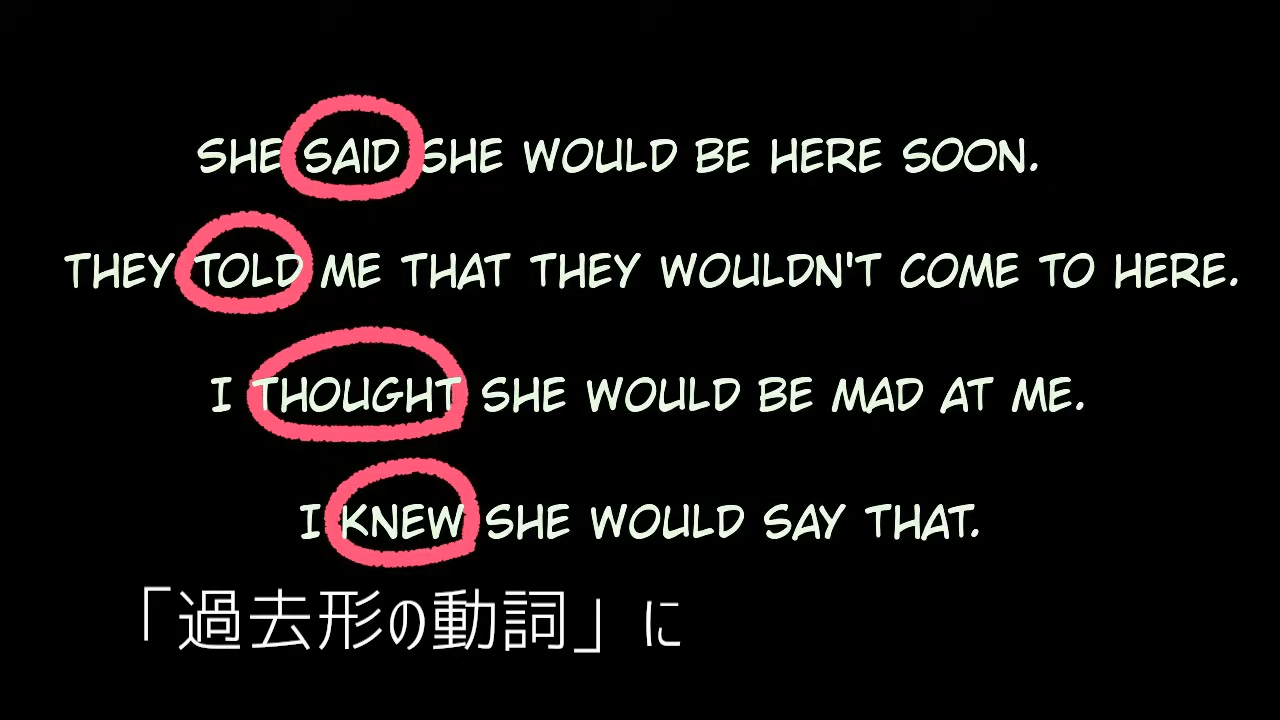 SHE SAID SHE WOULD BE HERE SOON.
THEY TOLD ME THAT THEY WOULDN'T COME TO HERE.
I THOUGHT SHE WOULD BE MAD AT ME.
I KNEW SHE WOULD SAY THAT.
「過去形の動詞」に